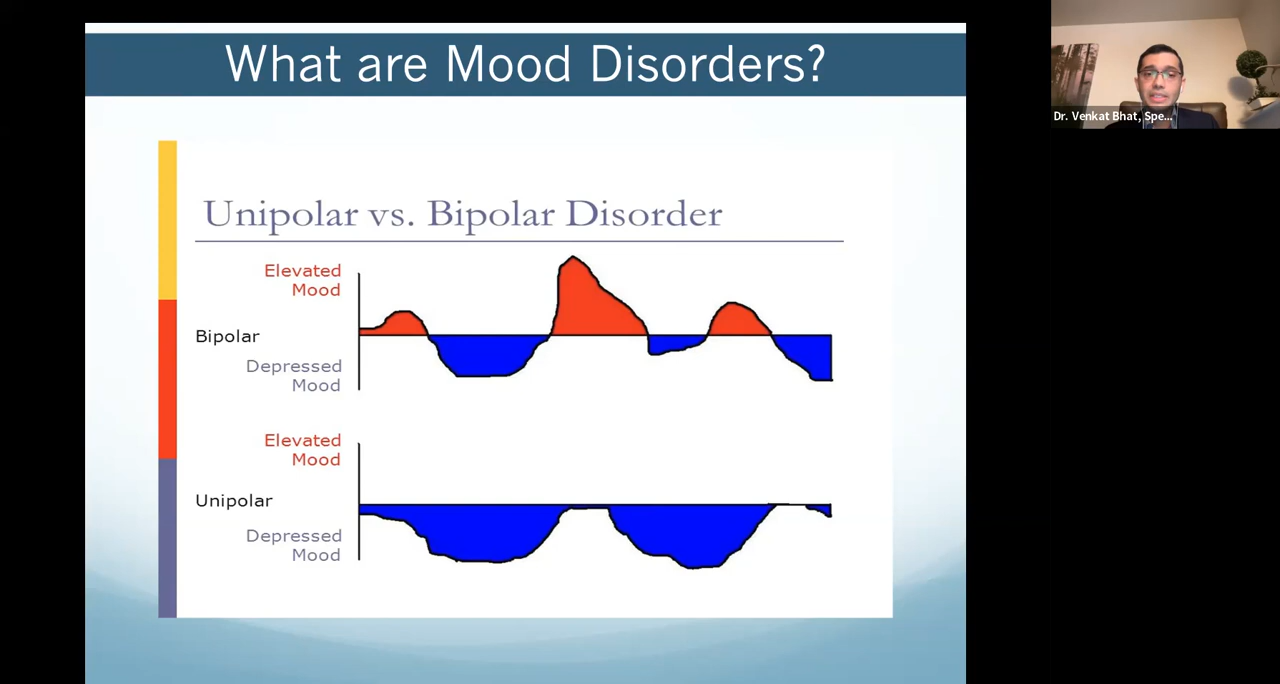 What are Mood Disorders?
Dr. Venkat Bhat, Spe...
Unipolar vs. Bipolar Disorder
Elevated
Mood
Bipolar
Depressed
Mood
Elevated
Mood
Unipolar
Depressed
Mood